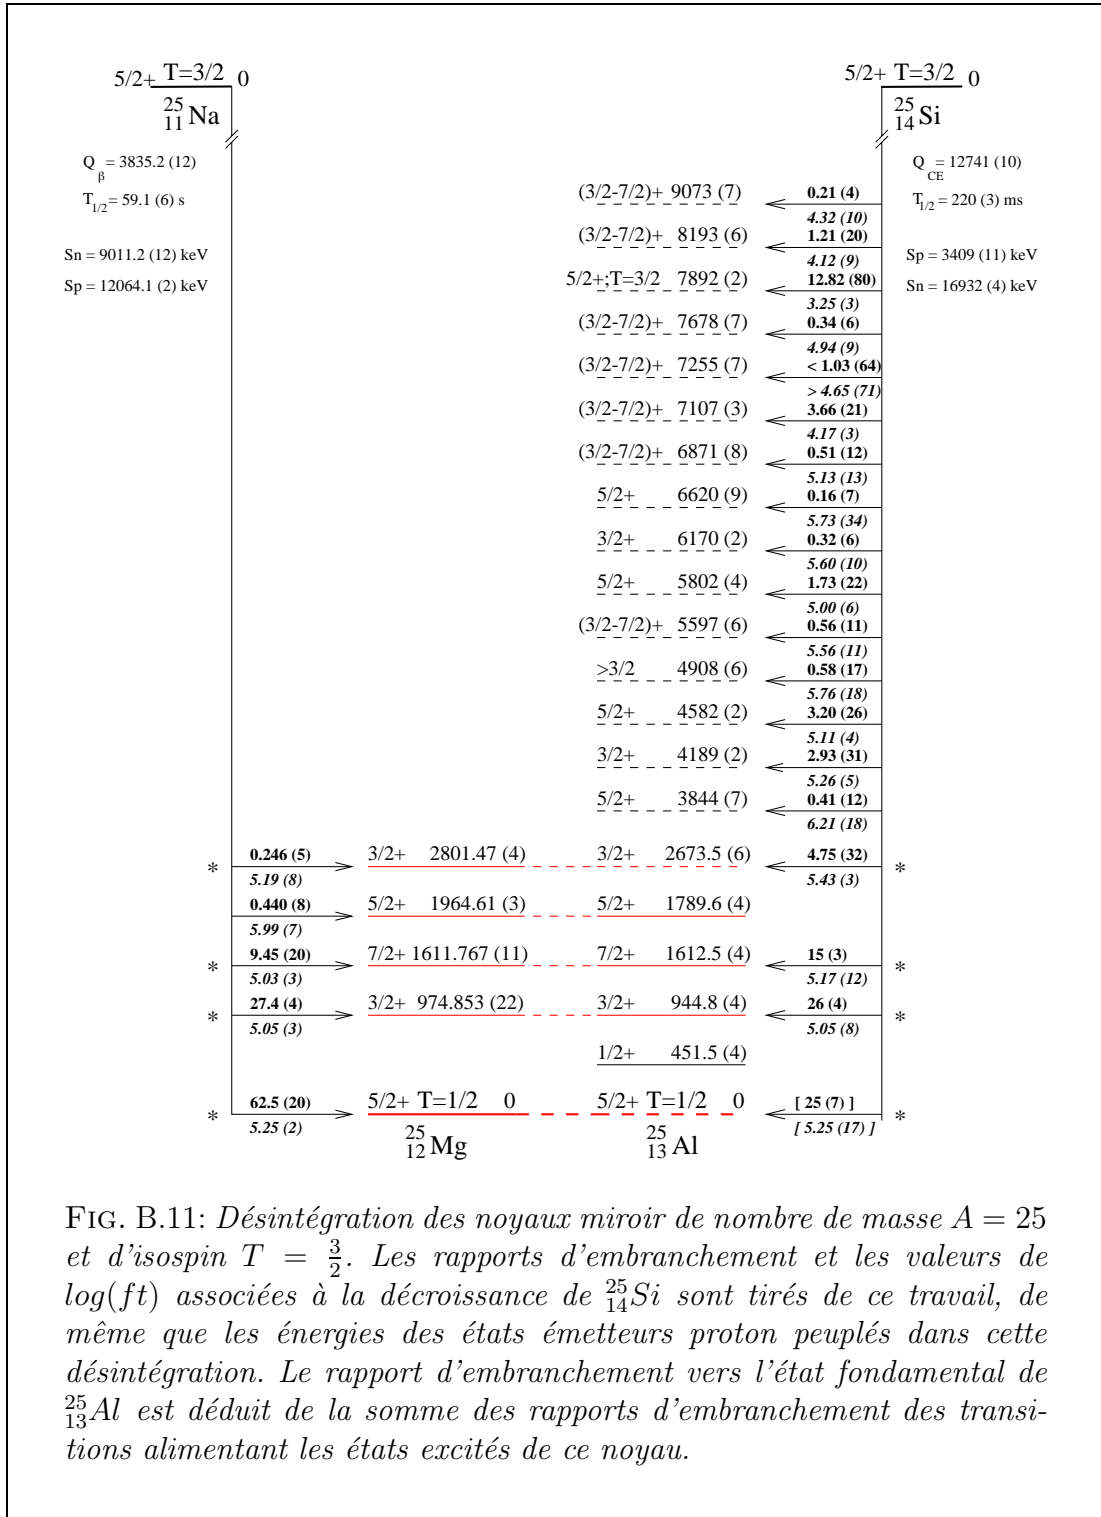 5/2+ T=3/2 0
5/2+ T=3/2 0
25 11 Na
25 14 Si
Qβ = 3835.2 (12)
QCE = 12741 (10)
T1/2 = 59.1 (6) s
T1/2 = 220 (3) ms
Sn = 9011.2 (12) keV
Sp = 3409 (11) keV
Sp = 12064.1 (2) keV
Sn = 16932 (4) keV
(3/2-7/2)+ 9073 (7) 0.21 (4)
4.32 (10)
(3/2-7/2)+ 8193 (6) 1.21 (20)
4.12 (9)
5/2+;T=3/2 7892 (2) 12.82 (80)
3.25 (3)
(3/2-7/2)+ 7678 (7) 0.34 (6)
4.94 (9)
(3/2-7/2)+ 7255 (7) < 1.03 (64)
> 4.65 (71)
(3/2-7/2)+ 7107 (3) 3.66 (21)
4.17 (3)
(3/2-7/2)+ 6871 (8) 0.51 (12)
5.13 (13)
5/2+ 6620 (9) 0.16 (7)
5.73 (34)
3/2+ 6170 (2) 0.32 (6)
5.60 (10)
5/2+ 5802 (4) 1.73 (22)
5.00 (6)
(3/2-7/2)+ 5597 (6) 0.56 (11)
5.56 (11)
>3/2 4908 (6) 0.58 (17)
5.76 (18)
5/2+ 4582 (2) 3.20 (26)
5.11 (4)
3/2+ 4189 (2) 2.93 (31)
5.26 (5)
5/2+ 3844 (7) 0.41 (12)
6.21 (18)
* 0.246 (5) 3/2+ 2801.47 (4) 3/2+ 2673.5 (6) 4.75 (32) *
5.19 (8) 5.43 (3)
0.440 (8) 5/2+ 1964.61 (3) 5/2+ 1789.6 (4)
5.99 (7)
* 9.45 (20) 7/2+ 1611.767 (11) 7/2+ 1612.5 (4) 15 (3) *
5.03 (3) 5.17 (12)
* 27.4 (4) 3/2+ 974.853 (22) 3/2+ 944.8 (4) 26 (4) *
5.05 (3) 5.05 (8)
1/2+ 451.5 (4)
* 62.5 (20) 5/2+ T=1/2 0 5/2+ T=1/2 0 [ 25 (7) ] *
5.25 (2) [ 5.25 (17) ]
25 12 Mg
25 13 Al
FIG. B.11: Désintégration des noyaux miroir de nombre de masse A = 25
et d'isospin T = 3/2. Les rapports d'embranchement et les valeurs de
log(ft) associées à la décroissance de 25 14 Si sont tirés de ce travail, de
même que les énergies des états émetteurs proton peuplés dans cette
désintégration. Le rapport d'embranchement vers l'état fondamental de
25 13 Al est déduit de la somme des rapports d'embranchement des transi-
tions alimentant les états excités de ce noyau.